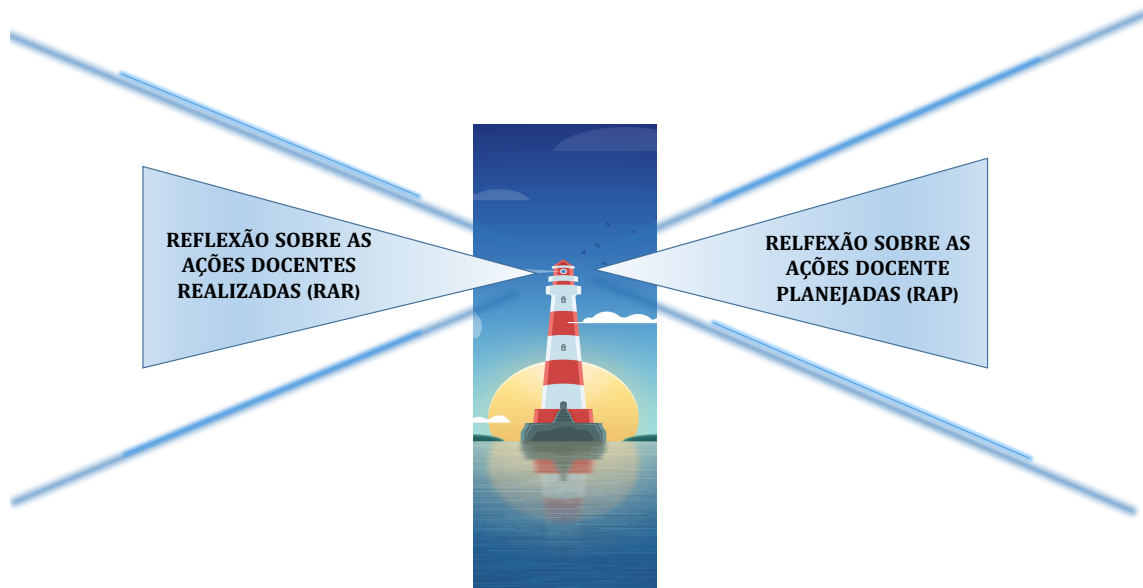 REFLEXÃO SOBRE AS
AÇÕES DOCENTES
REALIZADAS (RAR)
RELFEXÃO SOBRE AS
AÇÕES DOCENTE
PLANEJADAS (RAP)